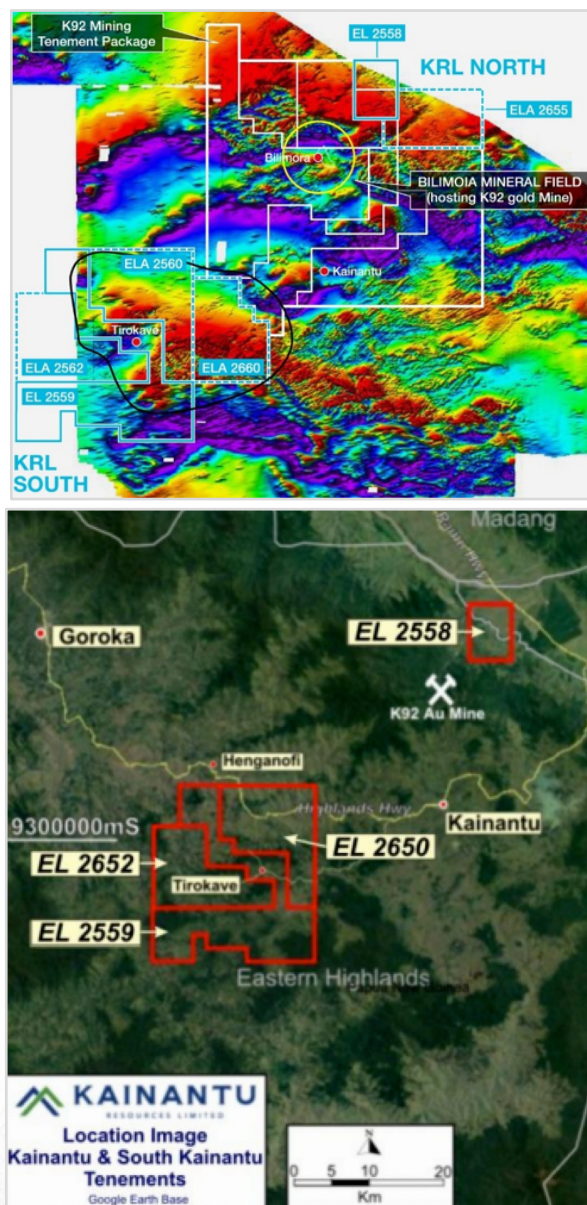 K92 Mining
Tenement Package
EL 2558
KRL NORTH
ELA 2655
Bilimora
BILIMOIA MINERAL FIELD
(hosting K92 gold Mine)
ELA 2560
Kainantu
Tirokave
ELA 2562
ELA 2660
EL 2559
KRL
SOUTH
Madang
Hwy
Goroka
EL 2558
K92 Au Mine
Henganofi
Highlands Hwy
Kainantu
9300000mS
EL 2650
EL 2652
Tirokave
EL 2559
Eastern Highlands
KAINANTU
RESOURCES LIMITED
Location Image
Kainantu & South Kainantu
Tenements
Google Earth Base
N
0 5 10 20
Km